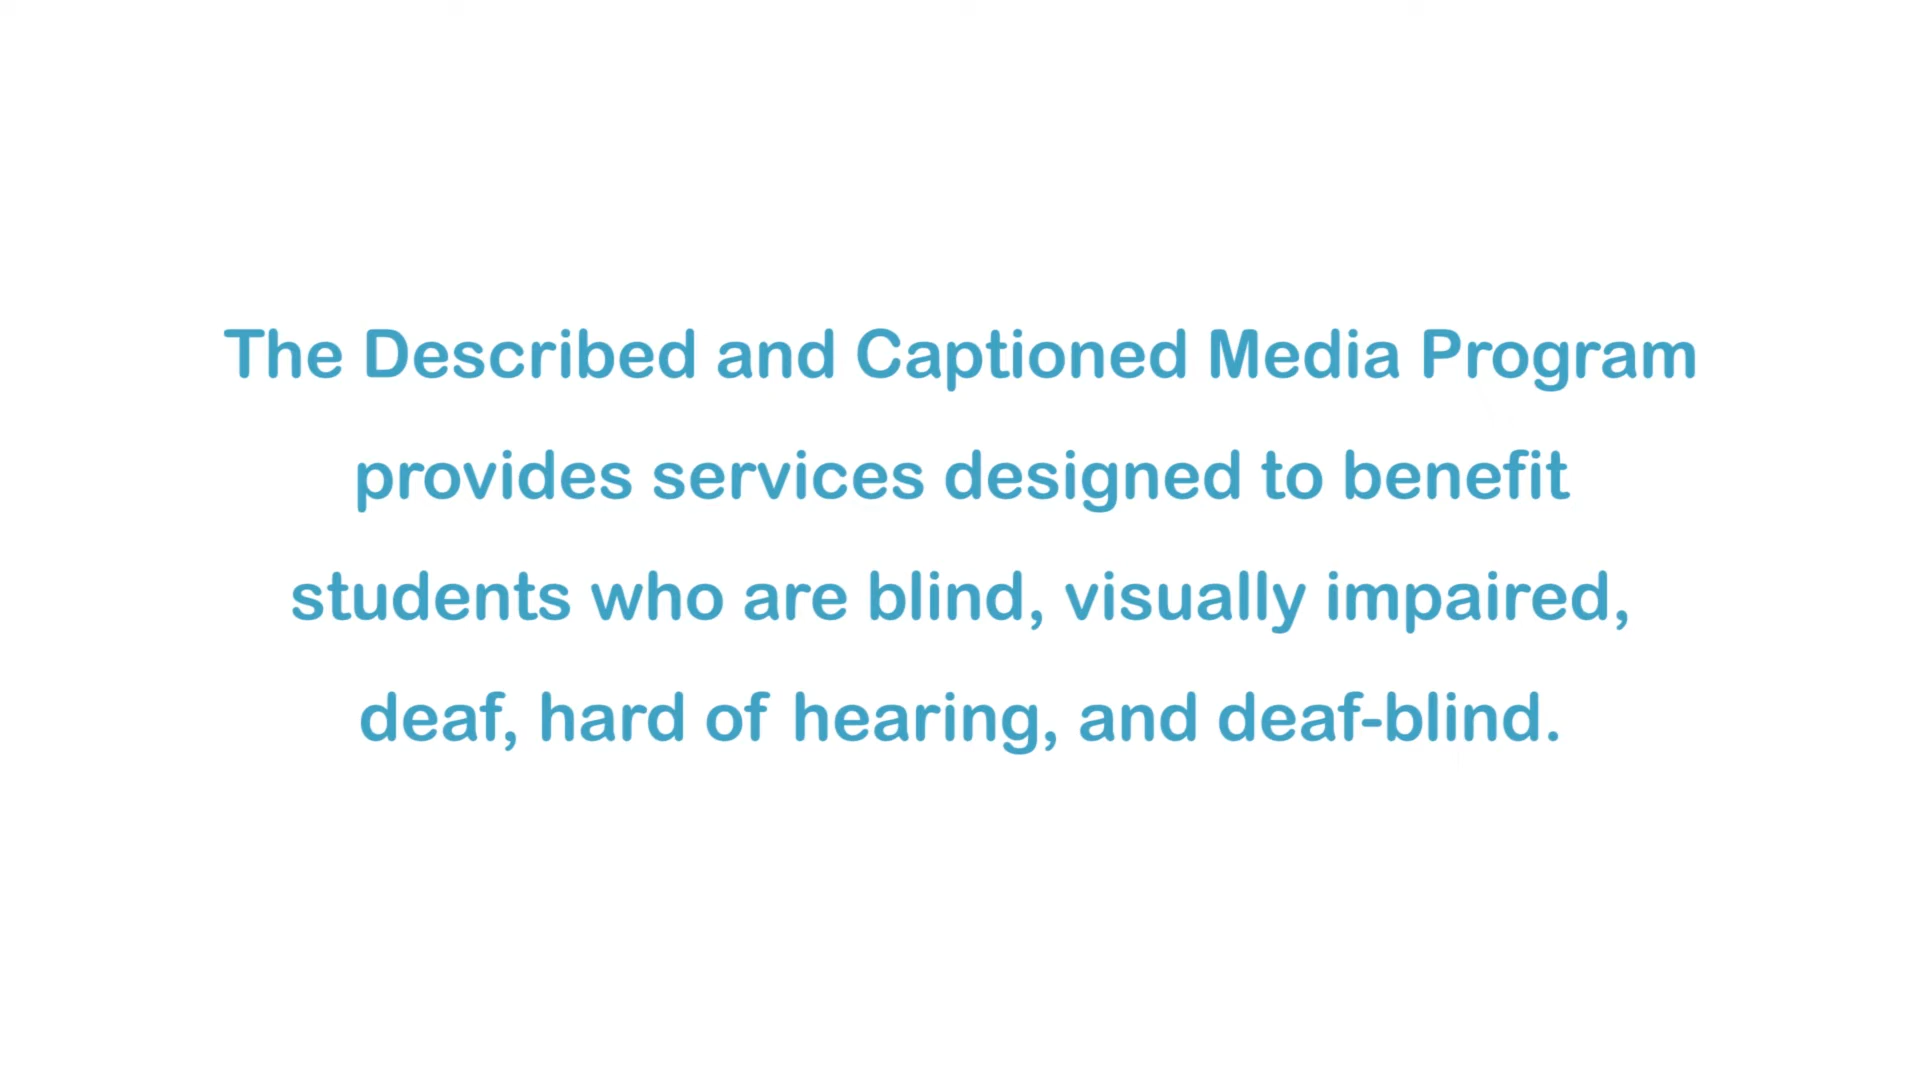 The Described and Captioned Media Program
provides services designed to benefit
students who are blind, visually impaired,
deaf, hard of hearing, and deaf-blind.